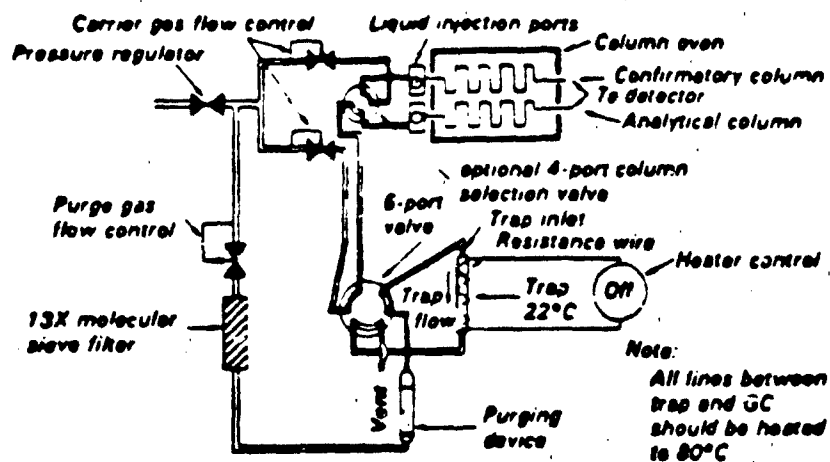 Carrier gas flow control
Pressure regulator
Liquid injection ports
Column oven
Confirmatory column
To detector
Analytical column
optional 4-port column
selection valve
6-port
valve
Trap inlet
Resistance wire
Purge gas
flow control
Heater control
Trap
flow
Trap
22°C
Off
13X molecular
sieve filter
Vent
Purging
device
Note:
All lines between
trap and GC
should be heated
to 80°C